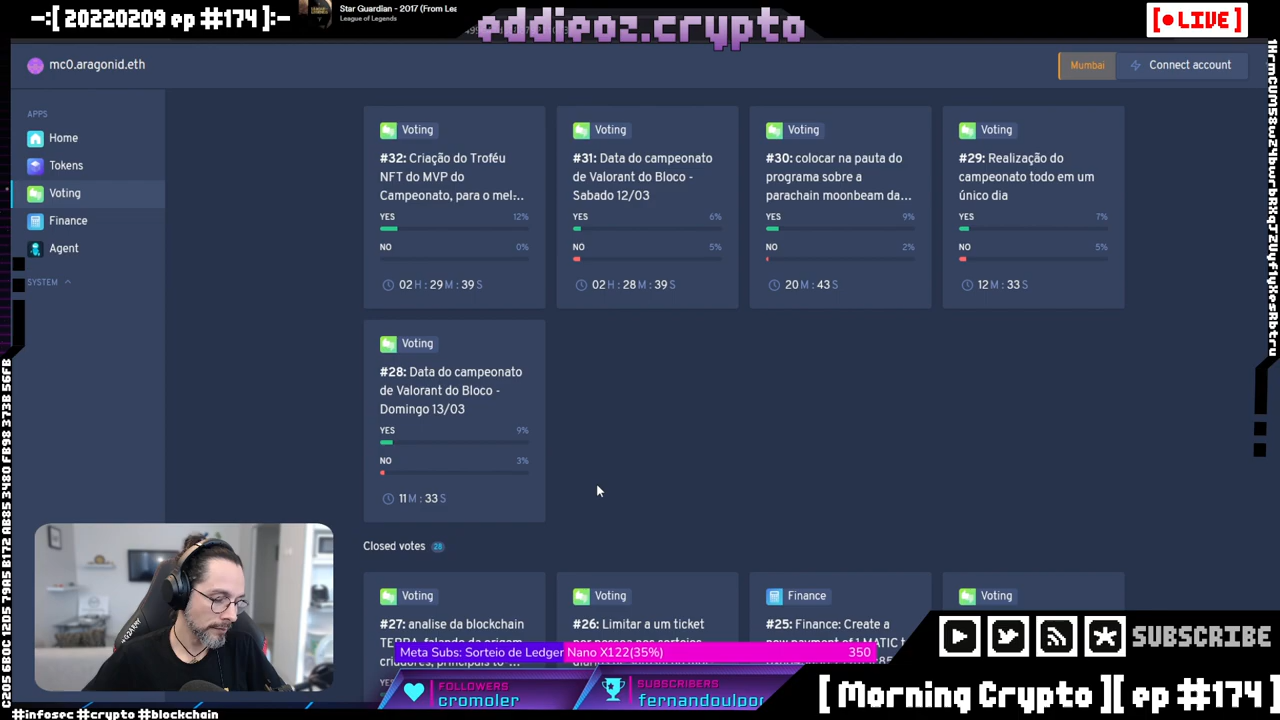 -:[ 20220209 ep #174 ]:-
Star Guardian - 2017 (From Le
League of Legends
eddieoz.crypto
[● LIVE ]
mc0.aragonid.eth
Mumbai
Connect account
APPS
Home
Tokens
Voting
Finance
Agent
SYSTEM
Voting
#32: Criação do Troféu
NFT do MVP do
Campeonato, para o mel...
YES 12%
NO 0%
02 H : 29 M : 39 S
Voting
#31: Data do campeonato
de Valorant do Bloco -
Sabado 12/03
YES 6%
NO 5%
02 H : 28 M : 39 S
Voting
#30: colocar na pauta do
programa sobre a
parachain moonbeam da...
YES 9%
NO 2%
20 M : 43 S
Voting
#29: Realização do
campeonato todo em um
único dia
YES 7%
NO 5%
12 M : 33 S
Voting
#28: Data do campeonato
de Valorant do Bloco -
Domingo 13/03
YES 9%
NO 3%
11 M : 33 S
Closed votes 28
Voting
#27: analise da blockchain
TERRA, falando da origem
Voting
#26: Limitar a um ticket
Finance
#25: Finance: Create a
Voting
Meta Subs: Sorteio de Ledger Nano X 122 (35%) 350
FOLLOWERS
cromoler
SUBSCRIBERS
fernandoulpor
SUBSCRIBE
[ Morning Crypto ][ ep #174 ]
#infosec #crypto #blockchain